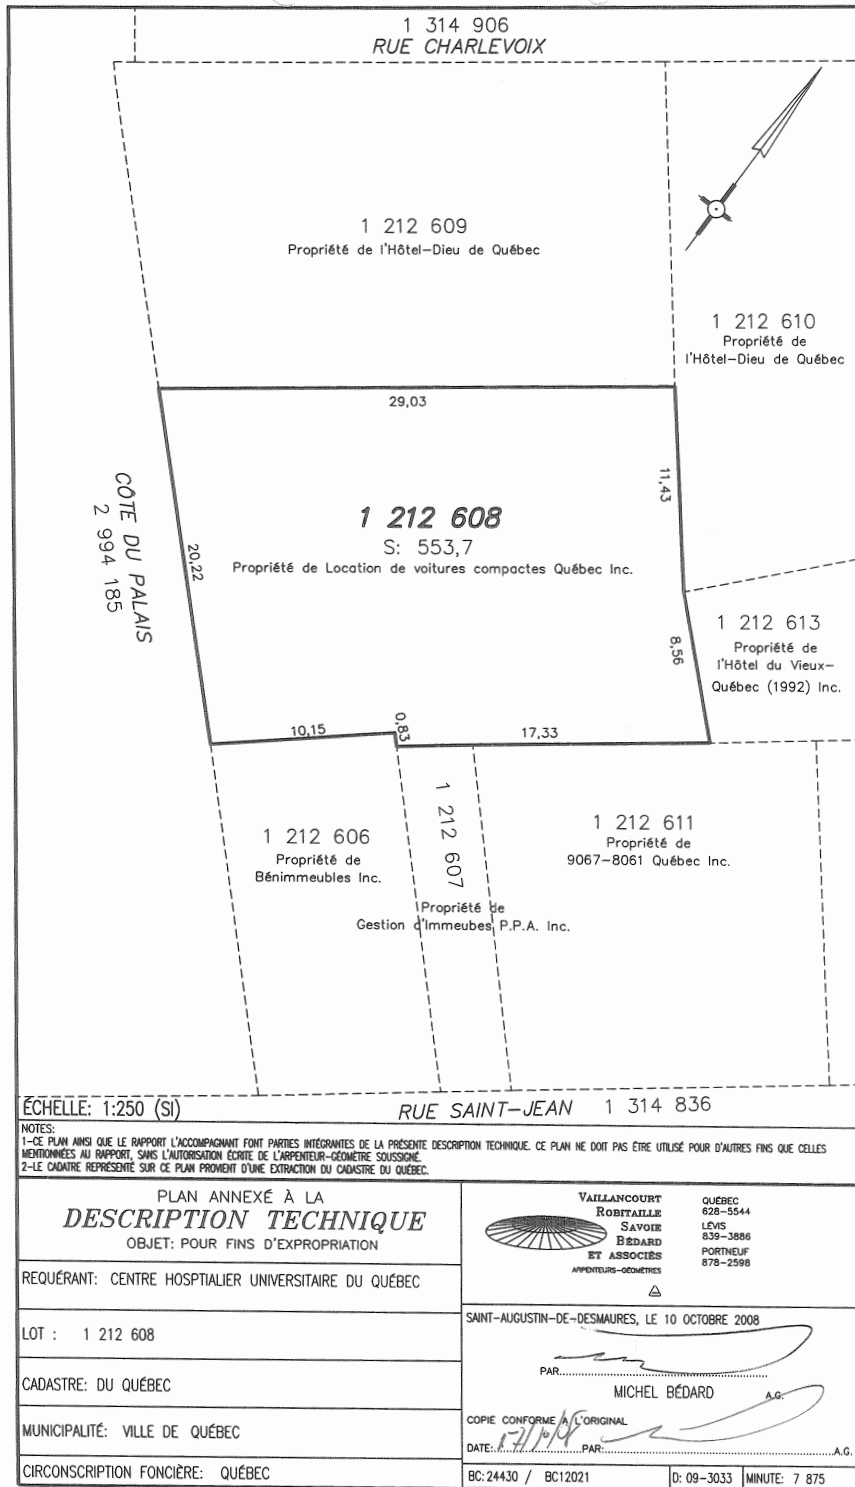 1 314 906
RUE CHARLEVOIX
1 212 609
Propriété de l'Hôtel-Dieu de Québec
1 212 610
Propriété de
l'Hôtel-Dieu de Québec
29,03
11,43
CÔTE DU PALAIS
2 994 185
20,22
1 212 608
S: 553,7
Propriété de Location de voitures compactes Québec Inc.
8,56
1 212 613
Propriété de
l'Hôtel du Vieux-
Québec (1992) Inc.
10,15
0,83
17,33
1 212 606
Propriété de
Bénimmeubles Inc.
1 212 607
Propriété de
Gestion d'Immeubes P.P.A. Inc.
1 212 611
Propriété de
9067-8061 Québec Inc.
ÉCHELLE: 1:250 (SI)
RUE SAINT-JEAN 1 314 836
NOTES:
1-CE PLAN AINSI QUE LE RAPPORT L'ACCOMPAGNANT FONT PARTIES INTÉGRANTES DE LA PRÉSENTE DESCRIPTION TECHNIQUE. CE PLAN NE DOIT PAS ÊTRE UTILISÉ POUR D'AUTRES FINS QUE CELLES
MENTIONNÉES AU RAPPORT, SANS L'AUTORISATION ÉCRITE DE L'ARPENTEUR-GÉOMÈTRE SOUSSIGNÉ.
2-LE CADATRE REPRÉSENTÉ SUR CE PLAN PROVIENT D'UNE EXTRACTION DU CADASTRE DU QUÉBEC.
PLAN ANNEXÉ À LA
DESCRIPTION TECHNIQUE
OBJET: POUR FINS D'EXPROPRIATION
REQUÉRANT: CENTRE HOSPTIALIER UNIVERSITAIRE DU QUÉBEC
LOT : 1 212 608
CADASTRE: DU QUÉBEC
MUNICIPALITÉ: VILLE DE QUÉBEC
CIRCONSCRIPTION FONCIÈRE: QUÉBEC
VAILLANCOURT
ROBITAILLE
SAVOIE
BÉDARD
ET ASSOCIÉS
ARPENTEURS-GÉOMÈTRES
QUÉBEC
628-5544
LÉVIS
839-3886
PORTNEUF
878-2598
SAINT-AUGUSTIN-DE-DESMAURES, LE 10 OCTOBRE 2008
PAR
MICHEL BÉDARD A.G.
COPIE CONFORME À L'ORIGINAL
DATE: PAR: A.G.
BC: 24430 / BC12021
D: 09-3033
MINUTE: 7 875